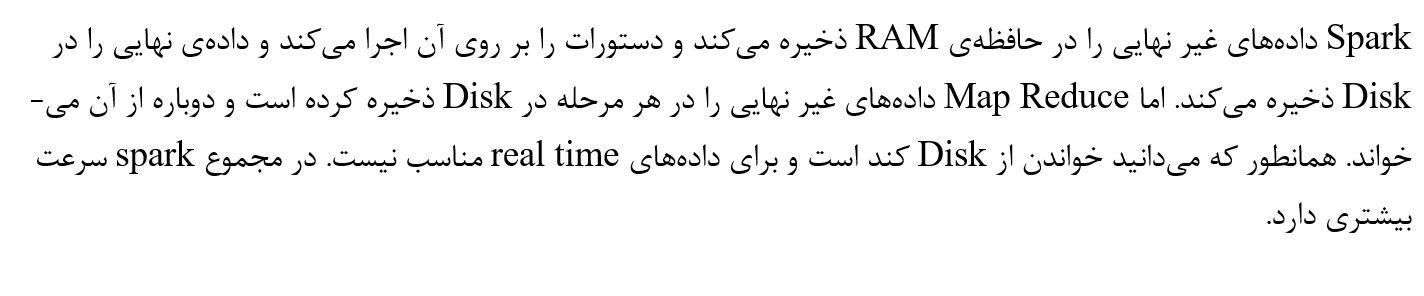 Spark داده‌های غیر نهایی را در حافظه‌ی RAM ذخیره می‌کند و دستورات را بر روی آن اجرا می‌کند و داده‌ی نهایی را در
Disk ذخیره می‌کند. اما Map Reduce داده‌های غیر نهایی را در هر مرحله در Disk ذخیره کرده است و دوباره از آن می-
خواند. همانطور که می‌دانید خواندن از Disk کند است و برای داده‌های real time مناسب نیست. در مجموع spark سرعت
بیشتری دارد.